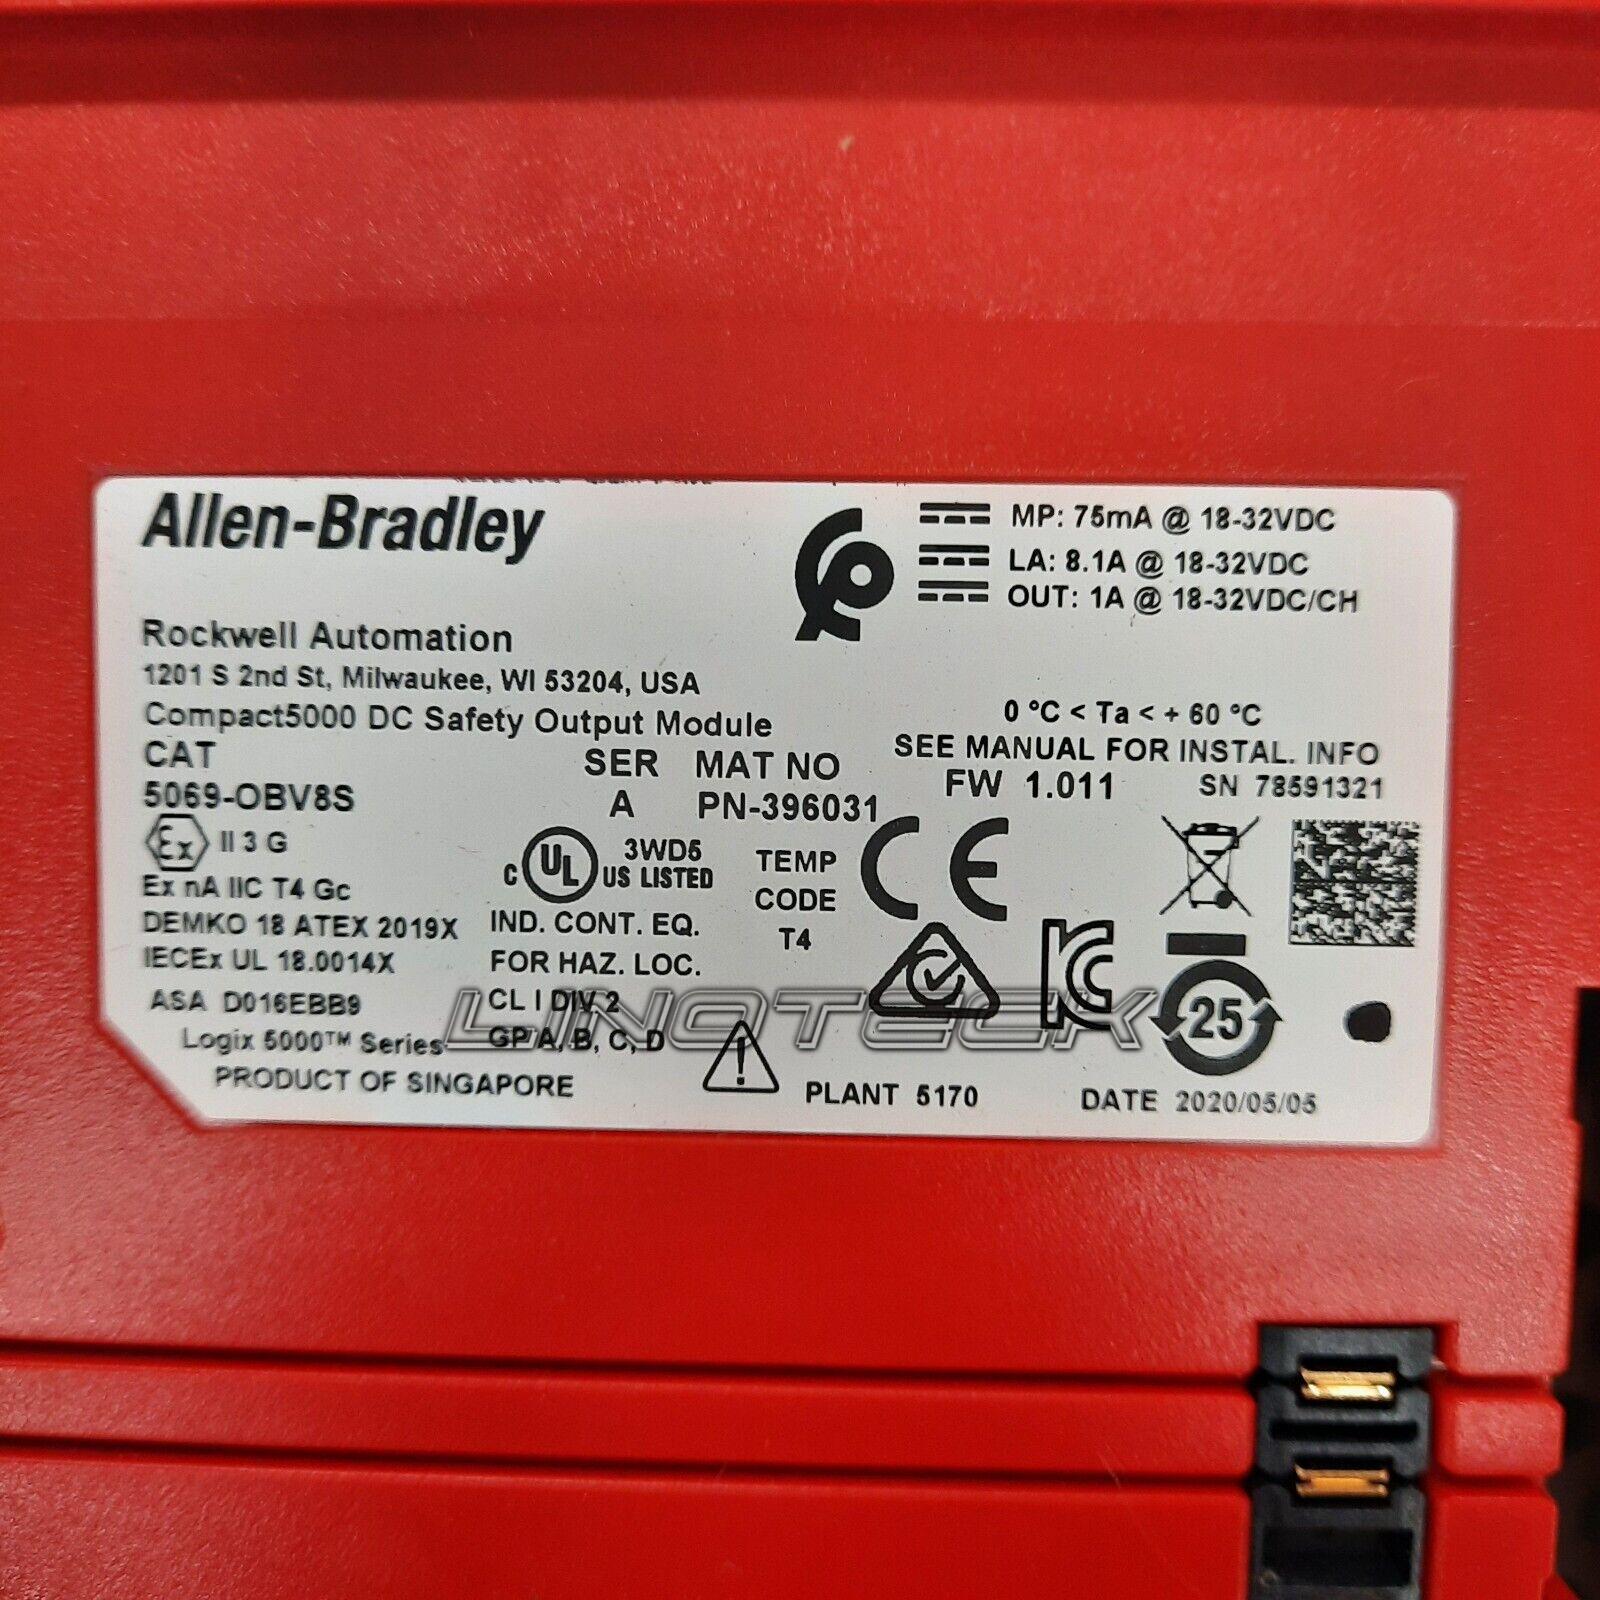 Allen-Bradley
MP: 75mA @ 18-32VDC
LA: 8.1A @ 18-32VDC
OUT: 1A @ 18-32VDC/CH
Rockwell Automation
1201 S 2nd St, Milwaukee, WI 53204, USA
Compact5000 DC Safety Output Module
0 °C < Ta < + 60 °C
SEE MANUAL FOR INSTAL. INFO
CAT
SER MAT NO
FW 1.011 SN 78591321
5069-OBV8S
A PN-396031
Ex II 3 G
Ex nA IIC T4 Gc
DEMKO 18 ATEX 2019X
IECEx UL 18.0014X
ASA D016EBB9
Logix 5000™ Series
PRODUCT OF SINGAPORE
C UL US LISTED
3WD5
IND. CONT. EQ.
FOR HAZ. LOC.
CL I DIV 2
GP A, B, C, D
TEMP
CODE
T4
CE
25
LINOTECK
PLANT 5170
DATE 2020/05/05